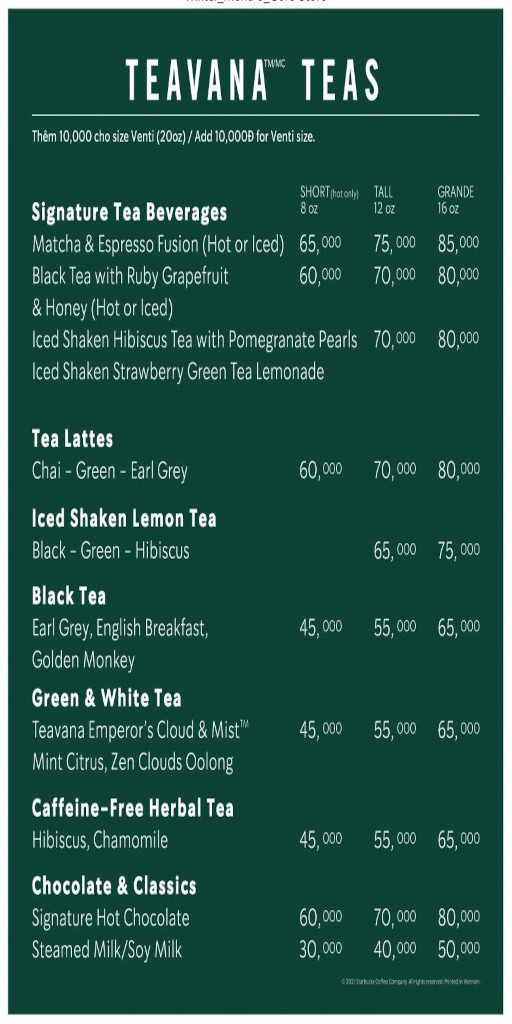 TEAVANA™/MC TEAS
Thêm 10,000 cho size Venti (20oz) / Add 10,000Đ for Venti size.
SHORT (hot only) TALL GRANDE
8 oz 12 oz 16 oz
Signature Tea Beverages
Matcha & Espresso Fusion (Hot or Iced) 65,000 75,000 85,000
Black Tea with Ruby Grapefruit 60,000 70,000 80,000
& Honey (Hot or Iced)
Iced Shaken Hibiscus Tea with Pomegranate Pearls 70,000 80,000
Iced Shaken Strawberry Green Tea Lemonade
Tea Lattes
Chai - Green - Earl Grey 60,000 70,000 80,000
Iced Shaken Lemon Tea
Black - Green - Hibiscus 65,000 75,000
Black Tea
Earl Grey, English Breakfast, 45,000 55,000 65,000
Golden Monkey
Green & White Tea
Teavana Emperor's Cloud & Mist™ 45,000 55,000 65,000
Mint Citrus, Zen Clouds Oolong
Caffeine-Free Herbal Tea
Hibiscus, Chamomile 45,000 55,000 65,000
Chocolate & Classics
Signature Hot Chocolate 60,000 70,000 80,000
Steamed Milk/Soy Milk 30,000 40,000 50,000
© 2021 Starbucks Coffee Company. All rights reserved. Printed in Vietnam.